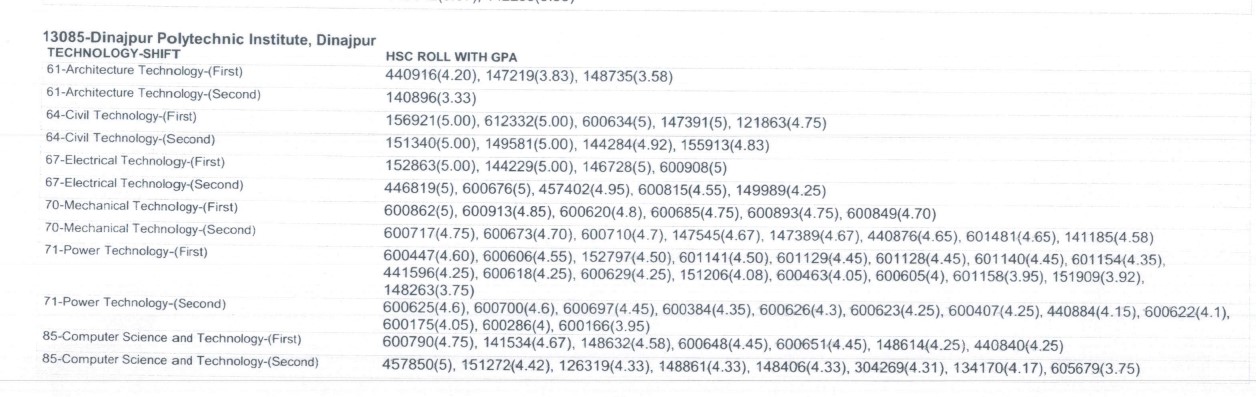 13085-Dinajpur Polytechnic Institute, Dinajpur
TECHNOLOGY-SHIFT HSC ROLL WITH GPA
61-Architecture Technology-(First) 440916(4.20), 147219(3.83), 148735(3.58)
61-Architecture Technology-(Second) 140896(3.33)
64-Civil Technology-(First) 156921(5.00), 612332(5.00), 600634(5), 147391(5), 121863(4.75)
64-Civil Technology-(Second) 151340(5.00), 149581(5.00), 144284(4.92), 155913(4.83)
67-Electrical Technology-(First) 152863(5.00), 144229(5.00), 146728(5), 600908(5)
67-Electrical Technology-(Second) 446819(5), 600676(5), 457402(4.95), 600815(4.55), 149989(4.25)
70-Mechanical Technology-(First) 600862(5), 600913(4.85), 600620(4.8), 600685(4.75), 600893(4.75), 600849(4.70)
70-Mechanical Technology-(Second) 600717(4.75), 600673(4.70), 600710(4.7), 147545(4.67), 147389(4.67), 440876(4.65), 601481(4.65), 141185(4.58)
71-Power Technology-(First) 600447(4.60), 600606(4.55), 152797(4.50), 601141(4.50), 601129(4.45), 601128(4.45), 601140(4.45), 601154(4.35),
441596(4.25), 600618(4.25), 600629(4.25), 151206(4.08), 600463(4.05), 600605(4), 601158(3.95), 151909(3.92),
148263(3.75)
71-Power Technology-(Second) 600625(4.6), 600700(4.6), 600697(4.45), 600384(4.35), 600626(4.3), 600623(4.25), 600407(4.25), 440884(4.15), 600622(4.1),
600175(4.05), 600286(4), 600166(3.95)
85-Computer Science and Technology-(First) 600790(4.75), 141534(4.67), 148632(4.58), 600648(4.45), 600651(4.45), 148614(4.25), 440840(4.25)
85-Computer Science and Technology-(Second) 457850(5), 151272(4.42), 126319(4.33), 148861(4.33), 148406(4.33), 304269(4.31), 134170(4.17), 605679(3.75)